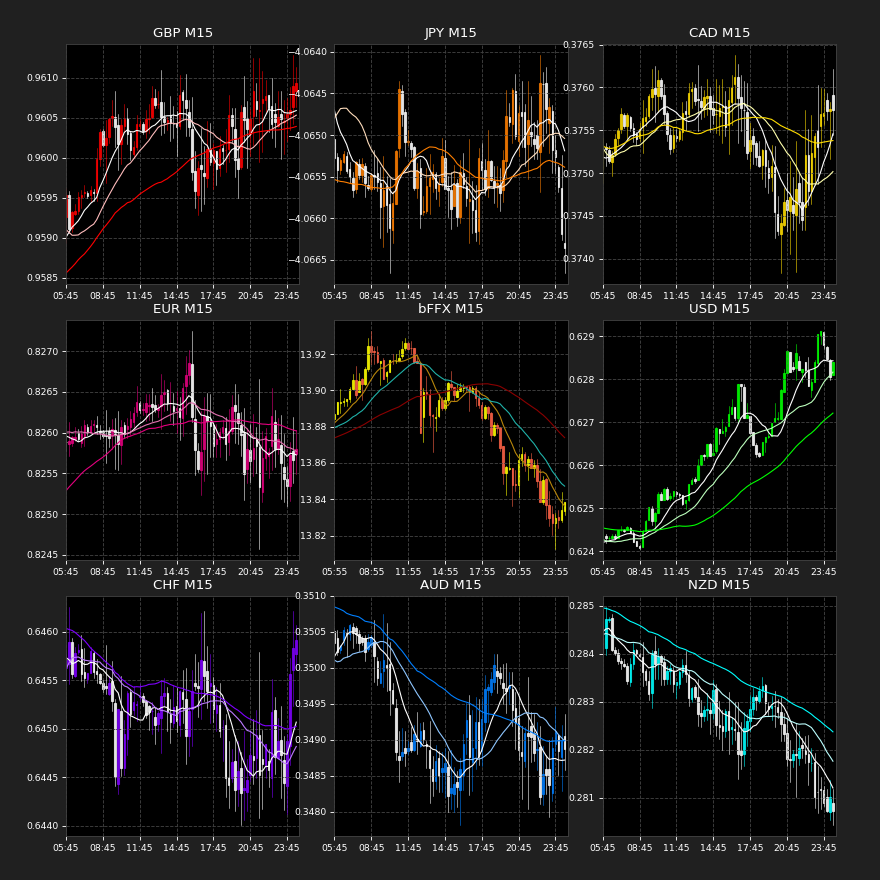 GBP M15
0.9610
0.9605
0.9600
0.9595
0.9590
0.9585
05:45 08:45 11:45 14:45 17:45 20:45 23:45
JPY M15
−4.0640
−4.0645
−4.0650
−4.0655
−4.0660
−4.0665
05:45 08:45 11:45 14:45 17:45 20:45 23:45
CAD M15
0.3765
0.3760
0.3755
0.3750
0.3745
0.3740
05:45 08:45 11:45 14:45 17:45 20:45 23:45
EUR M15
0.8270
0.8265
0.8260
0.8255
0.8250
0.8245
05:45 08:45 11:45 14:45 17:45 20:45 23:45
bFFX M15
13.92
13.90
13.88
13.86
13.84
13.82
05:55 08:55 11:55 14:55 17:55 20:55 23:55
USD M15
0.629
0.628
0.627
0.626
0.625
0.624
05:45 08:45 11:45 14:45 17:45 20:45 23:45
CHF M15
0.6460
0.6455
0.6450
0.6445
0.6440
05:45 08:45 11:45 14:45 17:45 20:45 23:45
AUD M15
0.3510
0.3505
0.3500
0.3495
0.3490
0.3485
0.3480
05:45 08:45 11:45 14:45 17:45 20:45 23:45
NZD M15
0.285
0.284
0.283
0.282
0.281
05:45 08:45 11:45 14:45 17:45 20:45 23:45